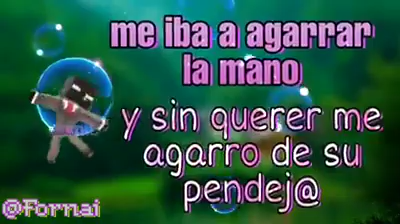 me iba a agarrar
la mano
y sin querer me
agarro de su
pendej@
@Fornai